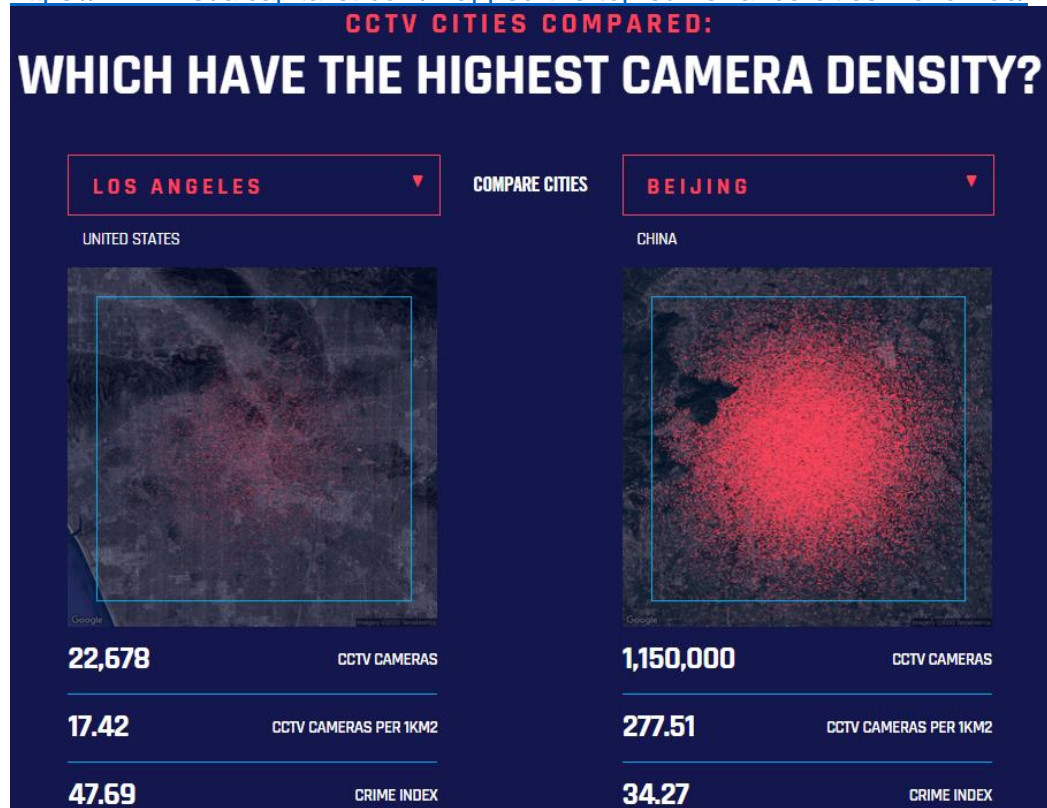 CCTV CITIES COMPARED:
WHICH HAVE THE HIGHEST CAMERA DENSITY?
LOS ANGELES ▼ COMPARE CITIES BEIJING ▼
UNITED STATES CHINA
Google Google
22,678 CCTV CAMERAS 1,150,000 CCTV CAMERAS
17.42 CCTV CAMERAS PER 1KM2 277.51 CCTV CAMERAS PER 1KM2
47.69 CRIME INDEX 34.27 CRIME INDEX